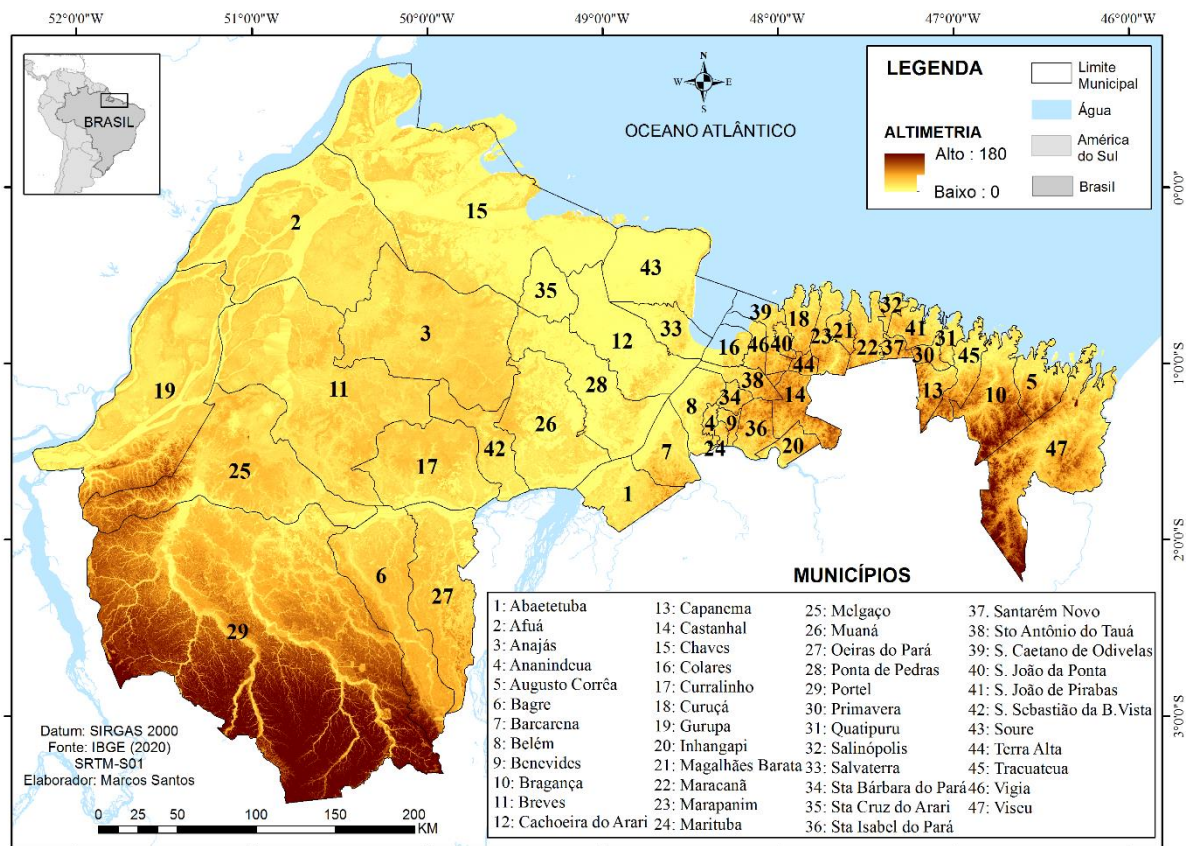 52°0'0"W 51°0'0"W 50°0'0"W 49°0'0"W 48°0'0"W 47°0'0"W 46°0'0"W
BRASIL
N
W E
S
OCEANO ATLÂNTICO
LEGENDA
Limite
Municipal
Água
América
do Sul
Brasil
ALTIMETRIA
Alto : 180
Baixo : 0
0°0'0"
1°0'0"S
2°0'0"S
3°0'0"S
2
15
43
35
3
12
33
39
18
32
16
46
40
23
21
22
37
41
31
30
45
44
19
11
28
38
14
13
10
5
25
26
8
34
4
9
36
24
20
47
17
42
7
1
6
27
29
MUNICÍPIOS
1: Abaetetuba
2: Afuá
3: Anajás
4: Ananindeua
5: Augusto Corrêa
6: Bagre
7: Barcarena
8: Belém
9: Benevides
10: Bragança
11: Breves
12: Cachoeira do Arari
13: Capanema
14: Castanhal
15: Chaves
16: Colares
17: Curralinho
18: Curuçá
19: Gurupa
20: Inhangapi
21: Magalhães Barata
22: Maracanã
23: Marapanim
24: Marituba
25: Melgaço
26: Muaná
27: Oeiras do Pará
28: Ponta de Pedras
29: Portel
30: Primavera
31: Quatipuru
32: Salinópolis
33: Salvaterra
34: Sta Bárbara do Pará
35: Sta Cruz do Arari
36: Sta Isabel do Pará
37. Santarém Novo
38: Sto Antônio do Tauá
39: S. Caetano de Odivelas
40: S. João da Ponta
41: S. João de Pirabas
42: S. Sebastião da B.Vista
43: Soure
44: Terra Alta
45: Tracuateua
46: Vigia
47: Viseu
Datum: SIRGAS 2000
Fonte: IBGE (2020)
SRTM-S01
Elaborador: Marcos Santos
0 50 100 150 200
KM